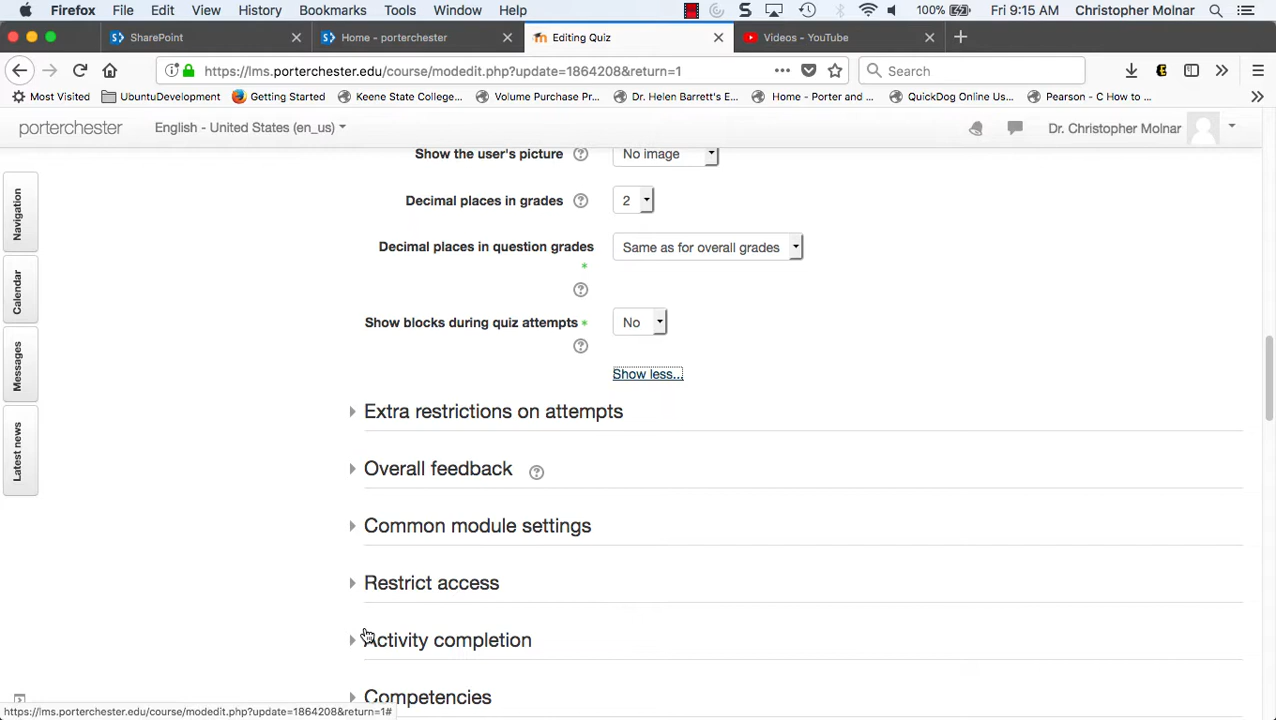 Firefox File Edit View History Bookmarks Tools Window Help 100% Fri 9:15 AM Christopher Molnar
SharePoint Home - porterchester Editing Quiz Videos - YouTube
https://lms.porterchester.edu/course/modedit.php?update=1864208&return=1 Search
Most Visited UbuntuDevelopment Getting Started Keene State College... Volume Purchase Pr... Dr. Helen Barrett's E... Home - Porter and ... QuickDog Online Us... Pearson - C How to ...
porterchester English - United States (en_us) Dr. Christopher Molnar
Show the user's picture No image
Decimal places in grades 2
Decimal places in question grades Same as for overall grades
Show blocks during quiz attempts No
Show less...
Extra restrictions on attempts
Overall feedback
Common module settings
Restrict access
Activity completion
Competencies
Navigation
Calendar
Messages
Latest news
https://lms.porterchester.edu/course/modedit.php?update=1864208&return=1#